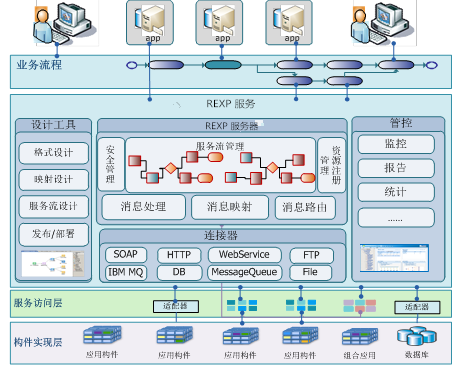 app
app
app
业务流程
REXP 服务
设计工具
格式设计
映射设计
服务流设计
发布/部署
REXP 服务器
安全管理
服务流管理
资源注册管理
消息处理
消息映射
消息路由
连接器
SOAP
HTTP
WebService
FTP
IBM MQ
DB
MessageQueue
File
管控
监控
报告
统计
......
服务访问层
适配器
适配器
构件实现层
应用构件
应用构件
应用构件
应用构件
组合应用
数据库